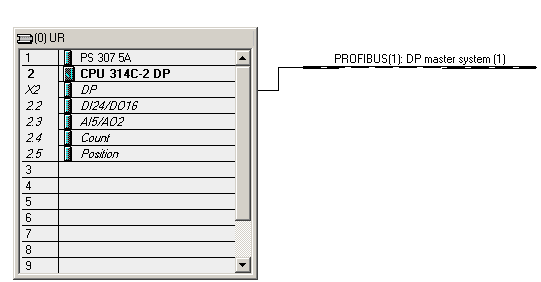 (0) UR
1 PS 307 5A
2 CPU 314C-2 DP
X2 DP
2.2 DI24/DO16
2.3 AI5/AO2
2.4 Count
2.5 Position
3
4
5
6
7
8
9
PROFIBUS(1): DP master system (1)